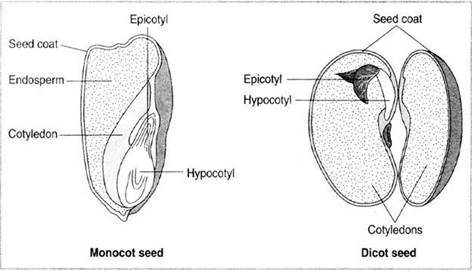 Epicotyl
Seed coat
Endosperm
Cotyledon
Hypocotyl
Monocot seed
Seed coat
Epicotyl
Hypocotyl
Cotyledons
Dicot seed